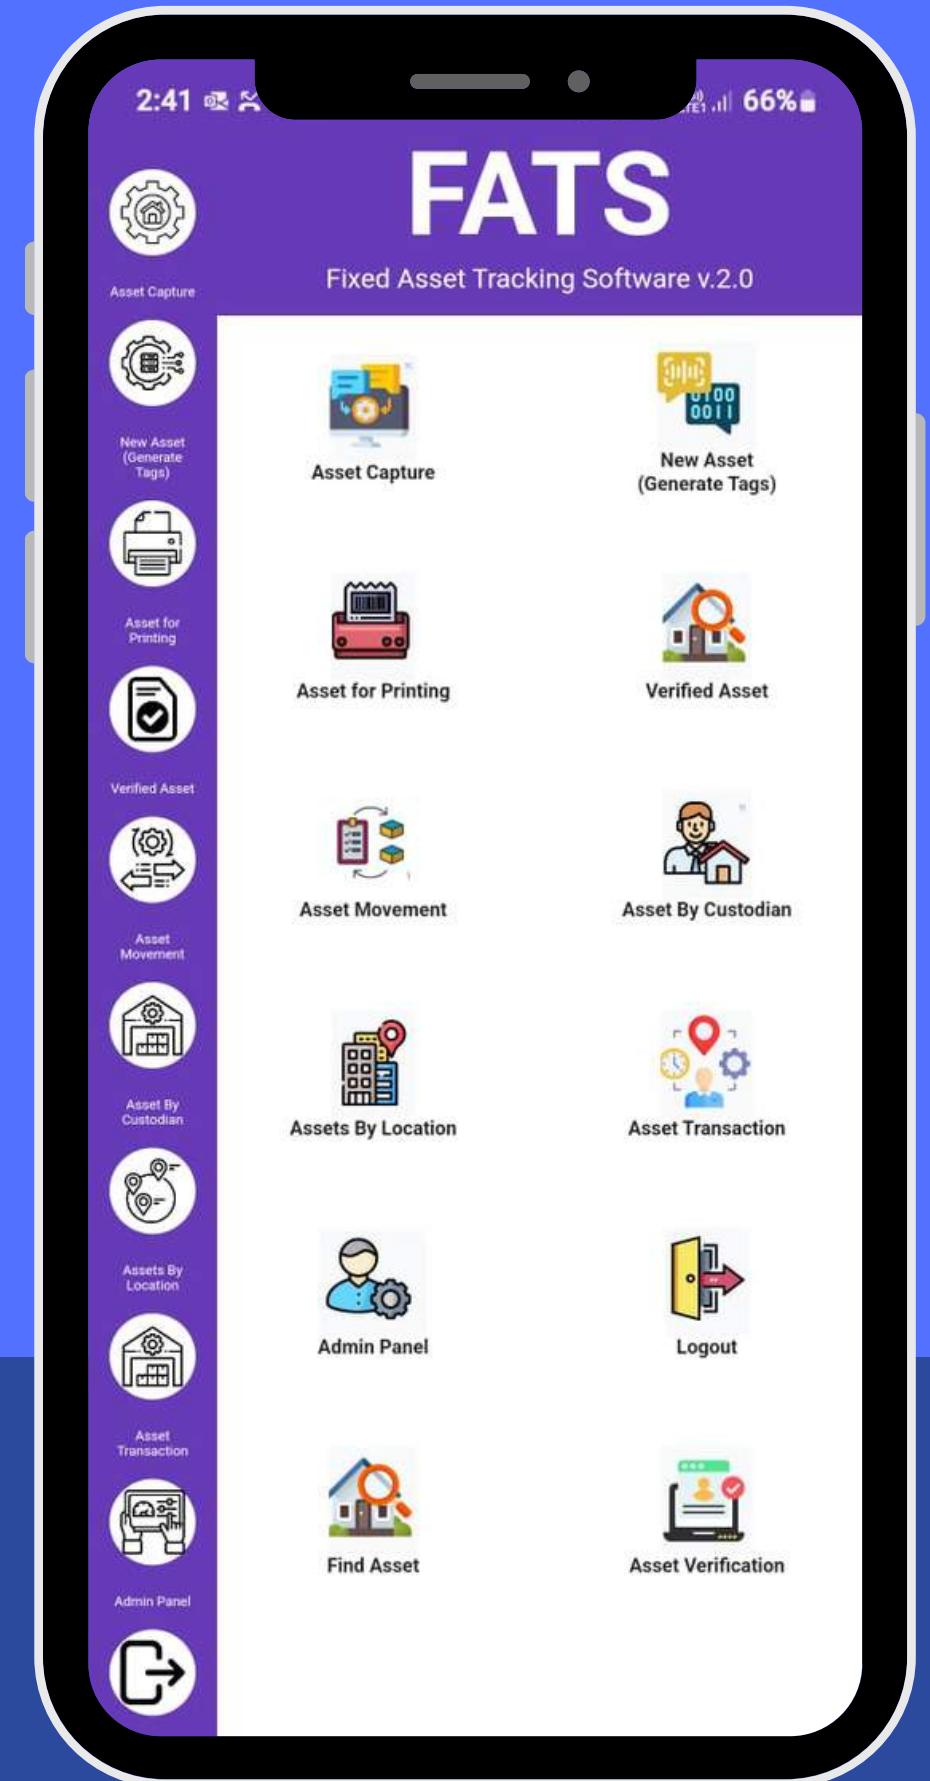 2:41
66%
FATS
Fixed Asset Tracking Software v.2.0
Asset Capture
New Asset
(Generate
Tags)
Asset for
Printing
Verified Asset
Asset
Movement
Asset By
Custodian
Assets By
Location
Asset
Transaction
Admin Panel
Asset Capture
0100
0011
New Asset
(Generate Tags)
Asset for Printing
Verified Asset
Asset Movement
Asset By Custodian
Assets By Location
Asset Transaction
Admin Panel
Logout
Find Asset
Asset Verification